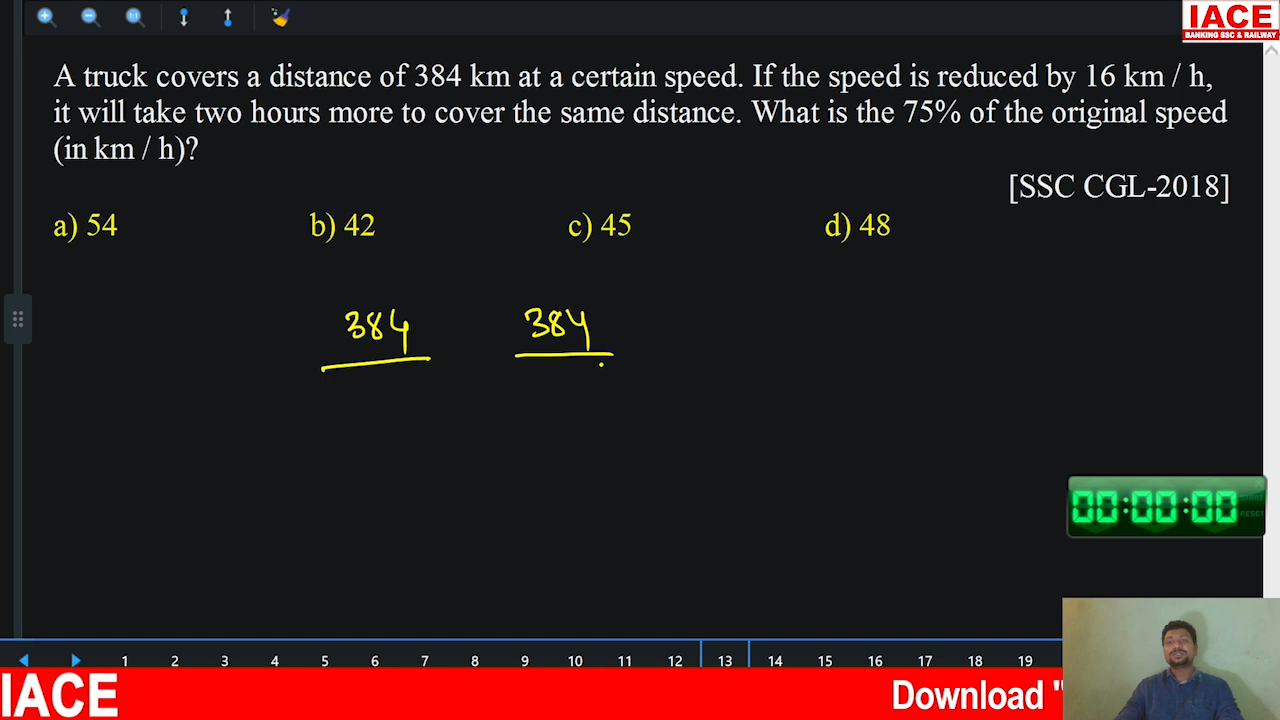 IACE
BANKING SSC & RAILWAY
A truck covers a distance of 384 km at a certain speed. If the speed is reduced by 16 km / h,
it will take two hours more to cover the same distance. What is the 75% of the original speed
(in km / h)?
[SSC CGL-2018]
a) 54 b) 42 c) 45 d) 48
384 384
00:00:00
RESET
1 2 3 4 5 6 7 8 9 10 11 12 13 14 15 16 17 18 19
IACE
Download "